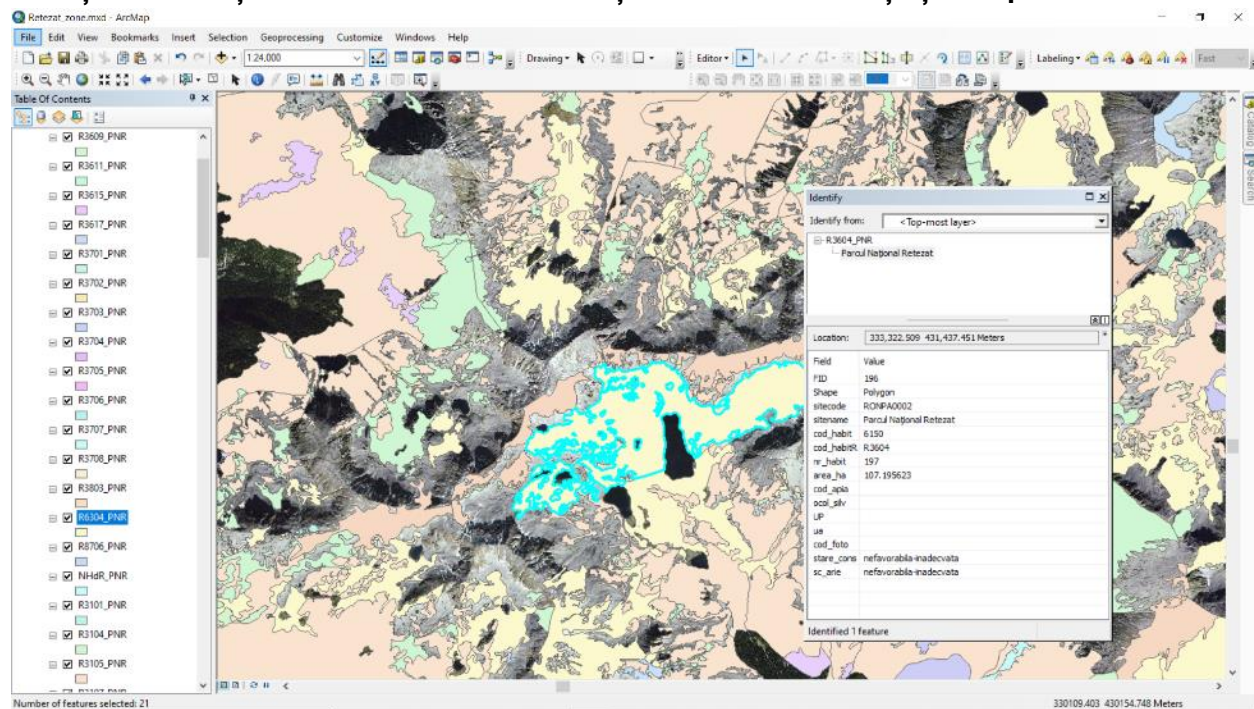 Retezat_zone.mxd - ArcMap
File Edit View Bookmarks Insert Selection Geoprocessing Customize Windows Help
1:24.000 Drawing Editor Labeling Fast
Table Of Contents
R3609_PNR
R3611_PNR
R3615_PNR
R3617_PNR
R3701_PNR
R3702_PNR
R3703_PNR
R3704_PNR
R3705_PNR
R3706_PNR
R3707_PNR
R3708_PNR
R3803_PNR
R6304_PNR
R8706_PNR
NHdR_PNR
R3101_PNR
R3104_PNR
R3105_PNR
Identify
Identify from: <Top-most layer>
R3604_PNR
Parcul Național Retezat
Location: 333,322.509 431,437.451 Meters
Field Value
FID 196
Shape Polygon
sitecode RONPA0002
sitename Parcul Național Retezat
cod_habit 6150
cod_habitR R3604
nr_habit 197
area_ha 107.195623
cod_apia
ocol_silv
UP
ua
cod_foto
stare_cons nefavorabila-inadecvata
sc_arie nefavorabila-inadecvata
Identified 1 feature
Catalog
Search
Number of features selected: 21
330109.403 430154.748 Meters